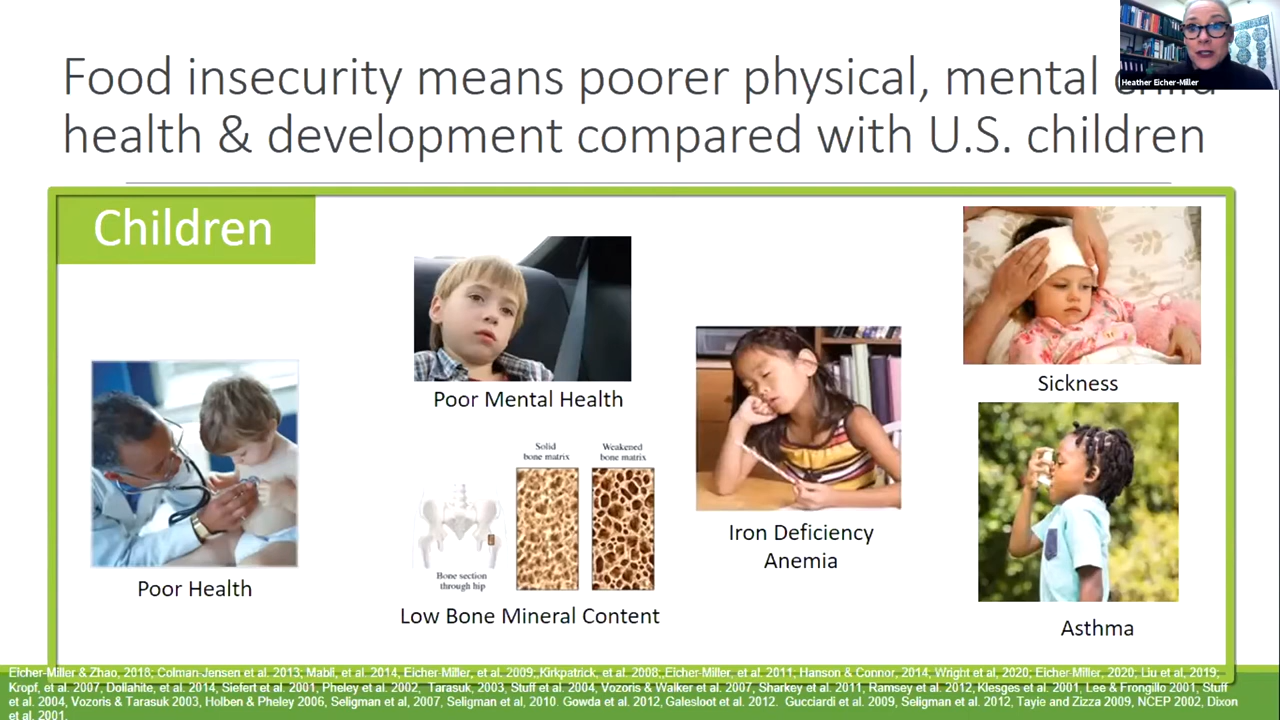 Food insecurity means poorer physical, mental child
health & development compared with U.S. children
Heather Eicher-Miller
Children
Poor Mental Health
Sickness
Solid
bone matrix
Weakened
bone matrix
Bone section
through hip
Iron Deficiency
Anemia
Poor Health
Low Bone Mineral Content
Asthma
Eicher-Miller & Zhao, 2018; Colman-Jensen et al. 2013; Mabli, et al. 2014, Eicher-Miller, et al. 2009; Kirkpatrick, et al. 2008; Eicher-Miller, et al. 2011; Hanson & Connor, 2014, Wright et al, 2020; Eicher-Miller, 2020; Liu et al, 2019;
Kropf, et al. 2007, Dollahite, et al. 2014, Siefert et al. 2001, Pheley et al. 2002, Tarasuk, 2003, Stuff et al. 2004, Vozoris & Walker et al. 2007, Sharkey et al. 2011, Ramsey et al. 2012, Klesges et al. 2001, Lee & Frongillo 2001, Stuff
et al. 2004, Vozoris & Tarasuk 2003, Holben & Pheley 2006, Seligman et al, 2007, Seligman et al, 2010. Gowda et al. 2012, Galesloot et al. 2012. Gucciardi et al. 2009, Seligman et al. 2012, Tayie and Zizza 2009, NCEP 2002, Dixon
et al. 2001.